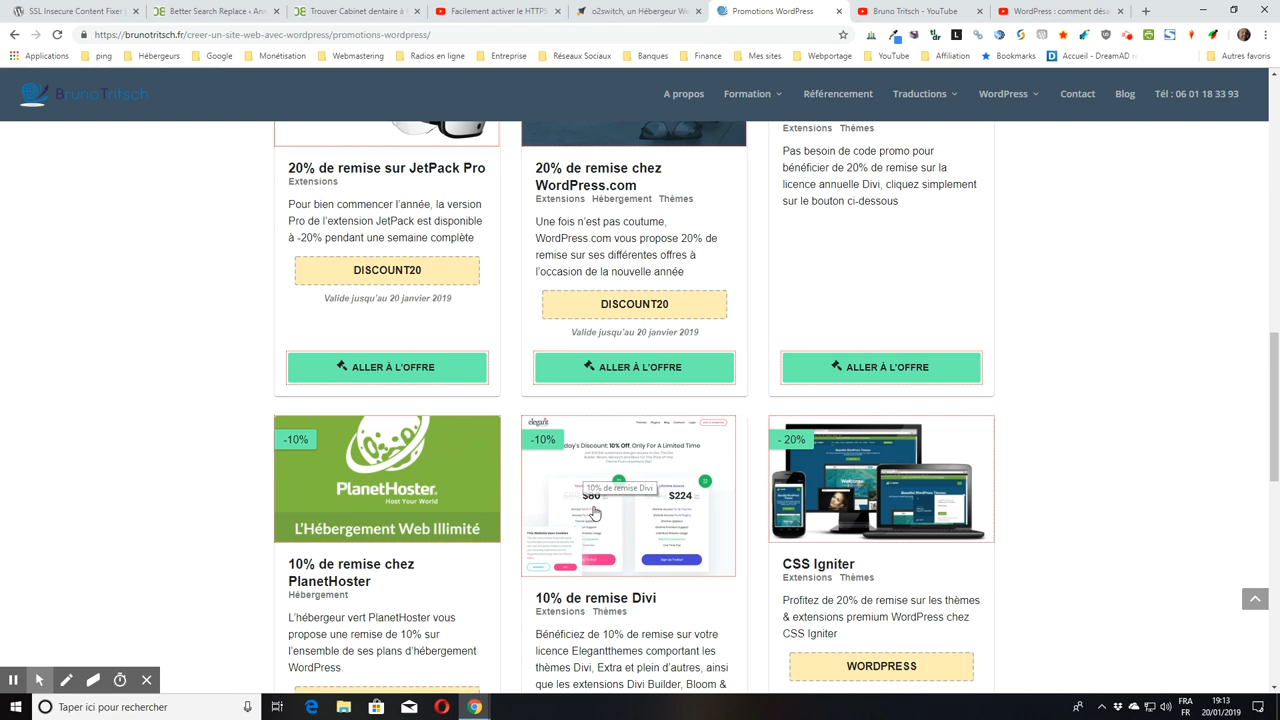 SSL Insecure Content Fixer
Better Search Replace
Trouver Cabinet dentaire à
Facilement activer le HTTPS
o2switch, un Hébergeur
Promotions WordPress
Bruno Tritsch - YouTube
WordPress : comment désa
https://brunotritsch.fr/creer-un-site-web-avec-wordpress/promotions-wordpress/
Applications ping Hébergeurs Google Monétisation Webmastering Radios en ligne Entreprise Réseaux Sociaux Banques Finance Mes sites Webportage YouTube Affiliation Bookmarks Accueil - DreamAD Autres favoris
BrunoTritsch
A propos Formation Référencement Traductions WordPress Contact Blog Tél : 06 01 18 33 93
20% de remise sur JetPack Pro
Extensions
Pour bien commencer l'année, la version
Pro de l'extension JetPack est disponible
à -20% pendant une semaine complète
DISCOUNT20
Valide jusqu'au 20 janvier 2019
ALLER À L'OFFRE
20% de remise chez
WordPress.com
Extensions Hébergement Thèmes
Une fois n'est pas coutume,
WordPress.com vous propose 20% de
remise sur ses différentes offres à
l'occasion de la nouvelle année
DISCOUNT20
Valide jusqu'au 20 janvier 2019
ALLER À L'OFFRE
Extensions Thèmes
Pas besoin de code promo pour
bénéficier de 20% de remise sur la
licence annuelle Divi, cliquez simplement
sur le bouton ci-dessous
ALLER À L'OFFRE
-10%
PlanetHoster
Host Your World
L'Hébergement Web Illimité
10% de remise chez
PlanetHoster
Hébergement
L'hébergeur vert PlanetHoster vous
propose une remise de 10% sur
l'ensemble de ses plans d'hébergement
WordPress.
-10%
elegant
day's Discount: 10% Off, Only For A Limited Time
10% de remise Divi
$80 $224
10% de remise Divi
Extensions Thèmes
Bénéficiez de 10% de remise sur votre
licence Elegantthemes comportant les
thèmes Divi, Extra et plein d'autres, ainsi
que les extensions Divi Builder, Bloom &
- 20%
CSS Igniter
Extensions Thèmes
Profitez de 20% de remise sur les thèmes
& extensions premium WordPress chez
CSS Igniter
WORDPRESS
Taper ici pour rechercher
FRA
FR
19:13
20/01/2019